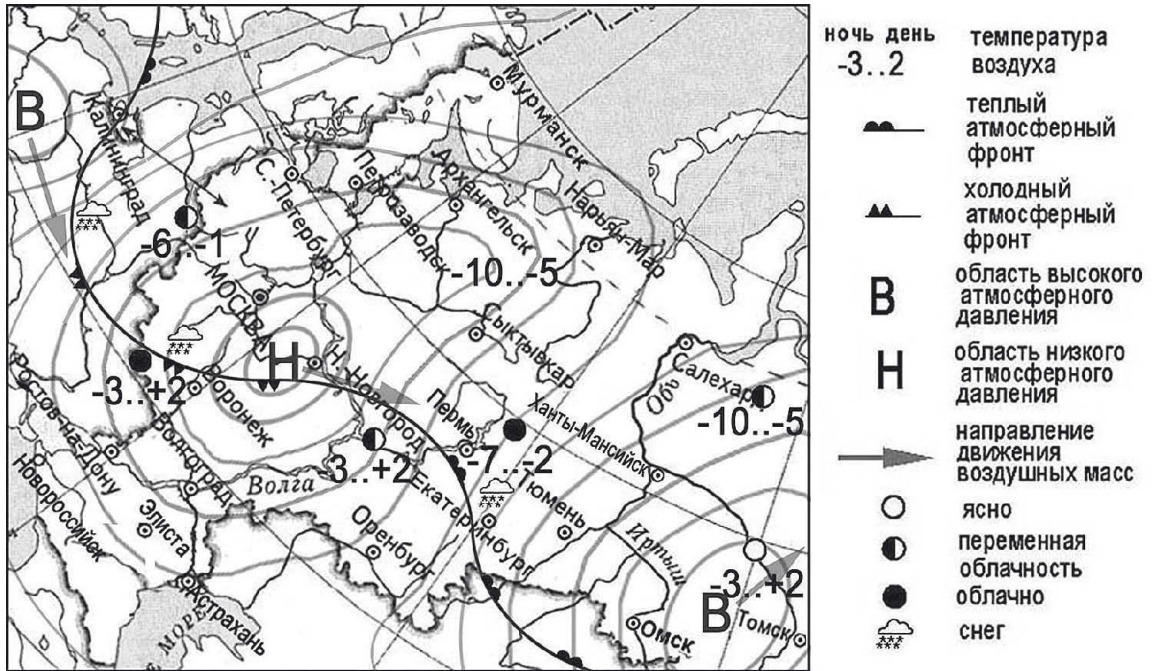 Мурманск
В
Калининград
С.-Петербург
Петрозаводск
Архангельск
Нарьян-Мар
-6..-1
-10..-5
МОСКВА
Сыктывкар
Салехард
Обь
Н
-3..+2
Воронеж
Н. Новгород
Пермь
Ханты-Мансийск
-10..-5
Ростов-на-Дону
Волгоград
-3..+2
-7..-2
Волга
Екатеринбург
Тюмень
Новороссийск
Элиста
Оренбург
Иртыш
-3..+2
В
Астрахань
Омск
Томск
МОРЕ
ночь день
-3..2
температура
воздуха
теплый
атмосферный
фронт
холодный
атмосферный
фронт
В
область высокого
атмосферного
давления
Н
область низкого
атмосферного
давления
направление
движения
воздушных масс
ясно
переменная
облачность
облачно
снег